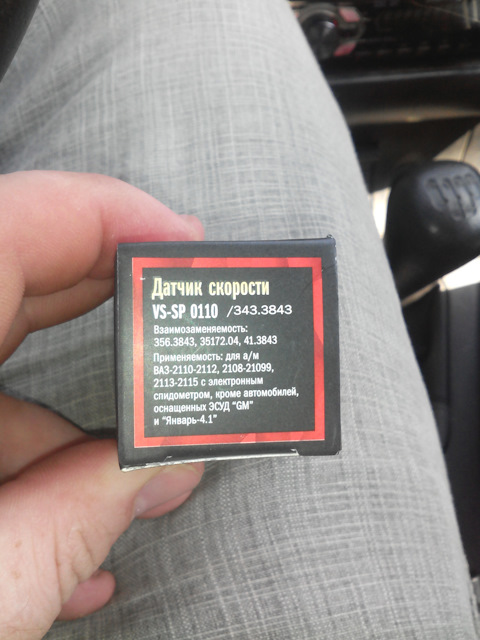 Датчик скорости
VS-SP 0110 /343.3843
Взаимозаменяемость:
356.3843, 35172.04, 41.3843
Применяемость: для а/м
ВАЗ-2110-2112, 2108-21099,
2113-2115 с электронным
спидометром, кроме автомобилей,
оснащенных ЭСУД "GM"
и "Январь-4.1"